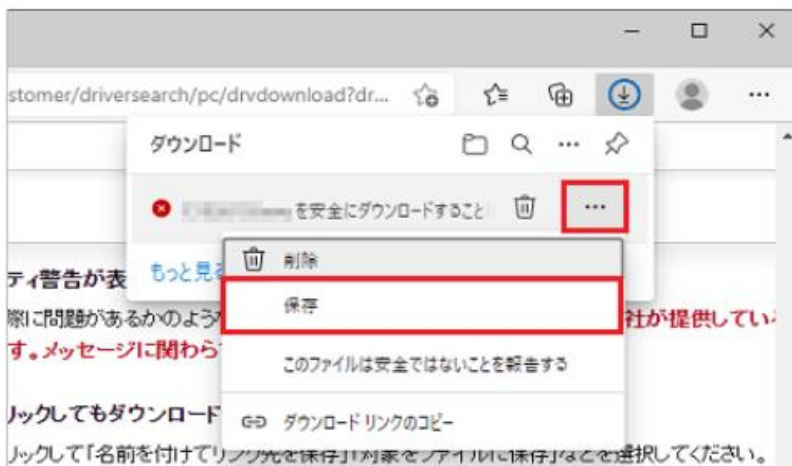 stomer/driversearch/pc/drvdownload?dr...
ダウンロード
を安全にダウンロードすること
もっと見る
削除
保存
このファイルは安全ではないことを報告する
ダウンロード リンクのコピー
ティ警告が表
際に問題があるかのような
社が提供してい
す。メッセージに関わら
リックしてもダウンロード
リックして「名前を付けてリンク先を保存」「対象をファイルに保存」などを選択してください。